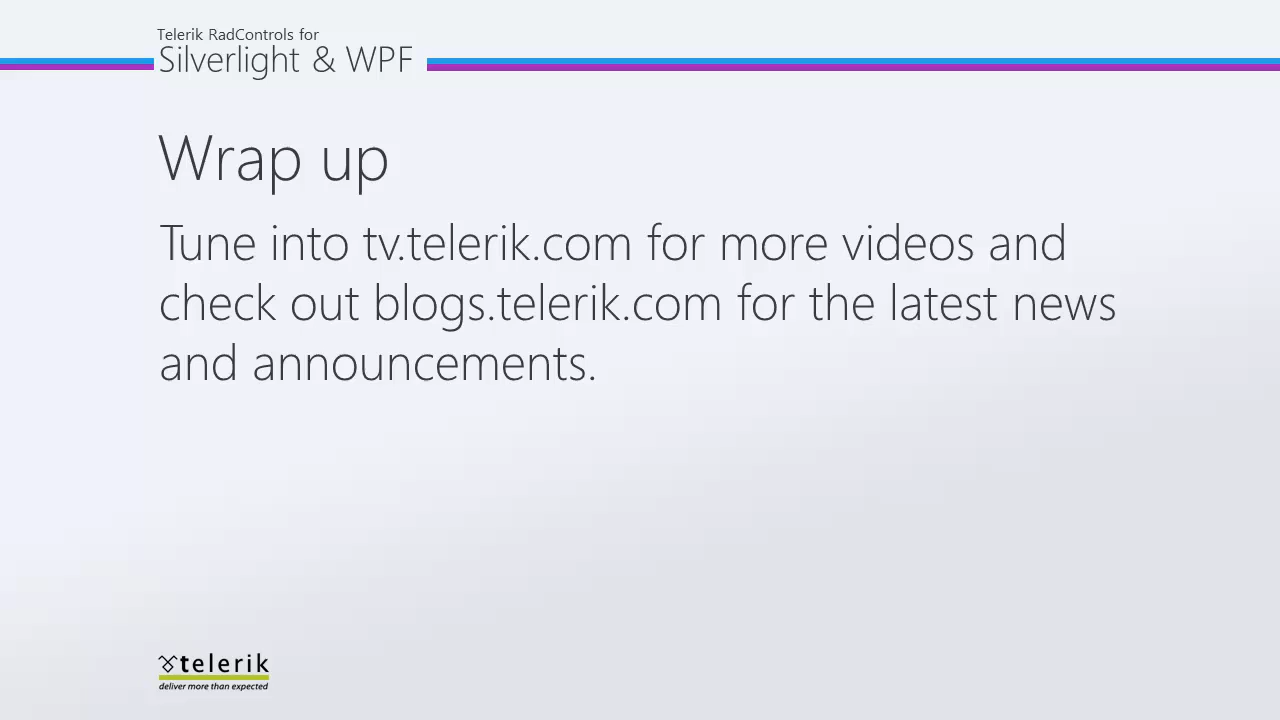 Telerik RadControls for
Silverlight & WPF
Wrap up
Tune into tv.telerik.com for more videos and
check out blogs.telerik.com for the latest news
and announcements.
telerik
deliver more than expected